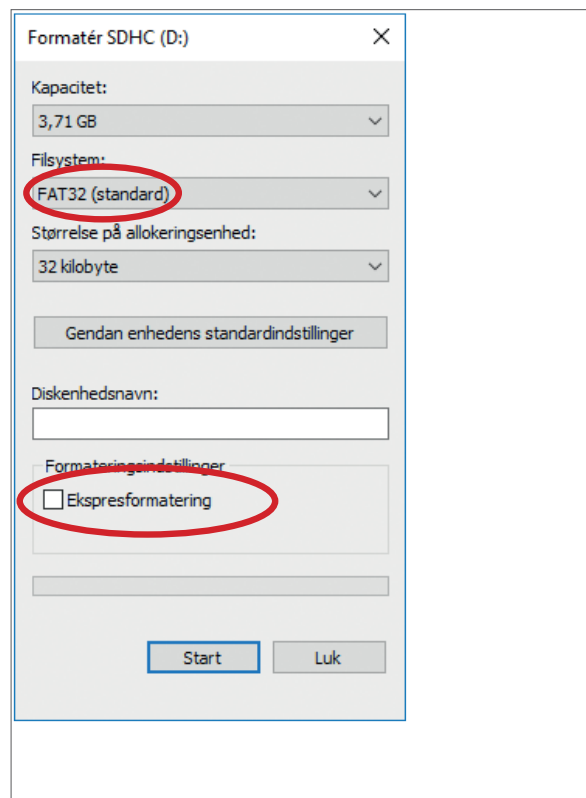 Formatér SDHC (D:)
Kapacitet:
3,71 GB
Filsystem:
FAT32 (standard)
Størrelse på allokeringsenhed:
32 kilobyte
Gendan enhedens standardindstillinger
Diskenhedsnavn:
Formateringsindstillinger
Ekspresformatering
Start
Luk